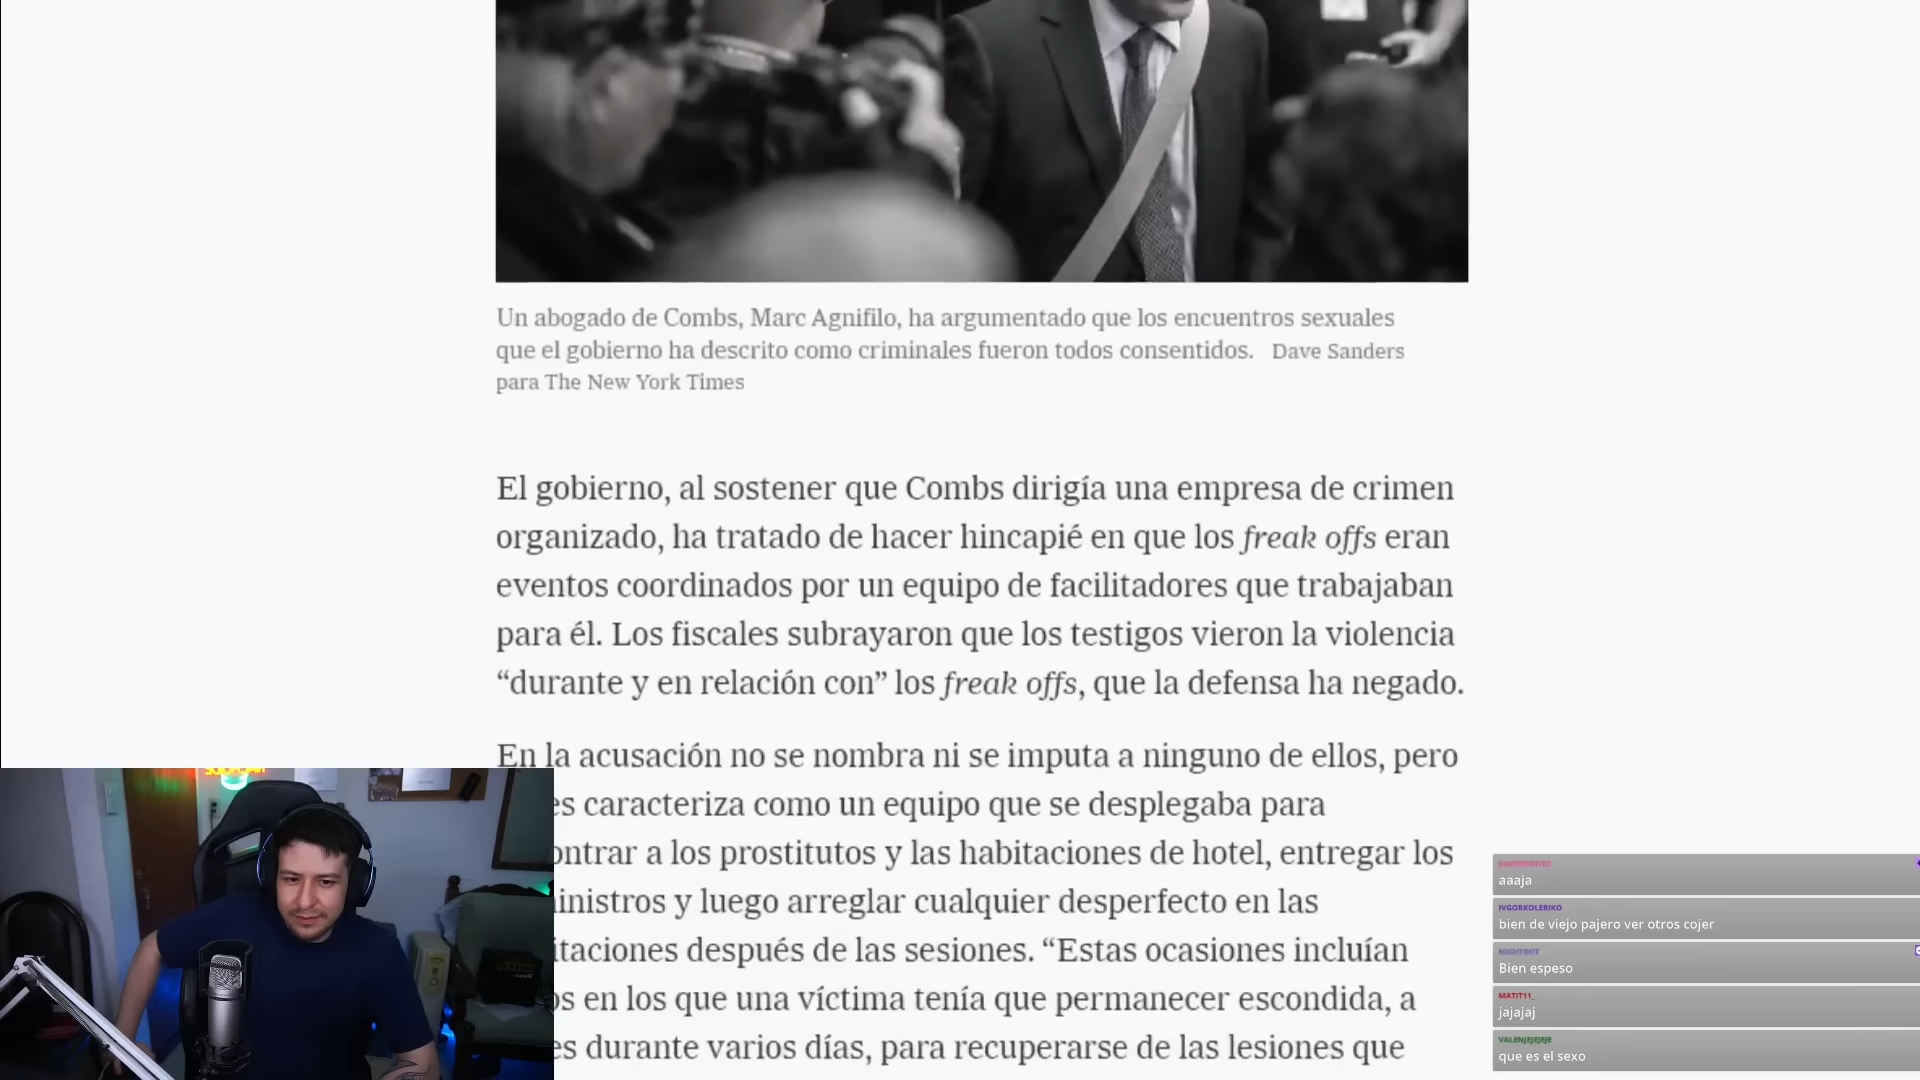 Un abogado de Combs, Marc Agnifilo, ha argumentado que los encuentros sexuales
que el gobierno ha descrito como criminales fueron todos consentidos. Dave Sanders
para The New York Times
El gobierno, al sostener que Combs dirigía una empresa de crimen
organizado, ha tratado de hacer hincapié en que los freak offs eran
eventos coordinados por un equipo de facilitadores que trabajaban
para él. Los fiscales subrayaron que los testigos vieron la violencia
“durante y en relación con” los freak offs, que la defensa ha negado.
En la acusación no se nombra ni se imputa a ninguno de ellos, pero
es caracteriza como un equipo que se desplegaba para
ontrar a los prostitutos y las habitaciones de hotel, entregar los
inistros y luego arreglar cualquier desperfecto en las
itaciones después de las sesiones. “Estas ocasiones incluían
os en los que una víctima tenía que permanecer escondida, a
es durante varios días, para recuperarse de las lesiones que
aaaja
IVGORKOLERIKO
bien de viejo pajero ver otros cojer
NIGHTBOT
Bien espeso
MATIT11_
jajajaj
VALENJEJEJEJE
que es el sexo